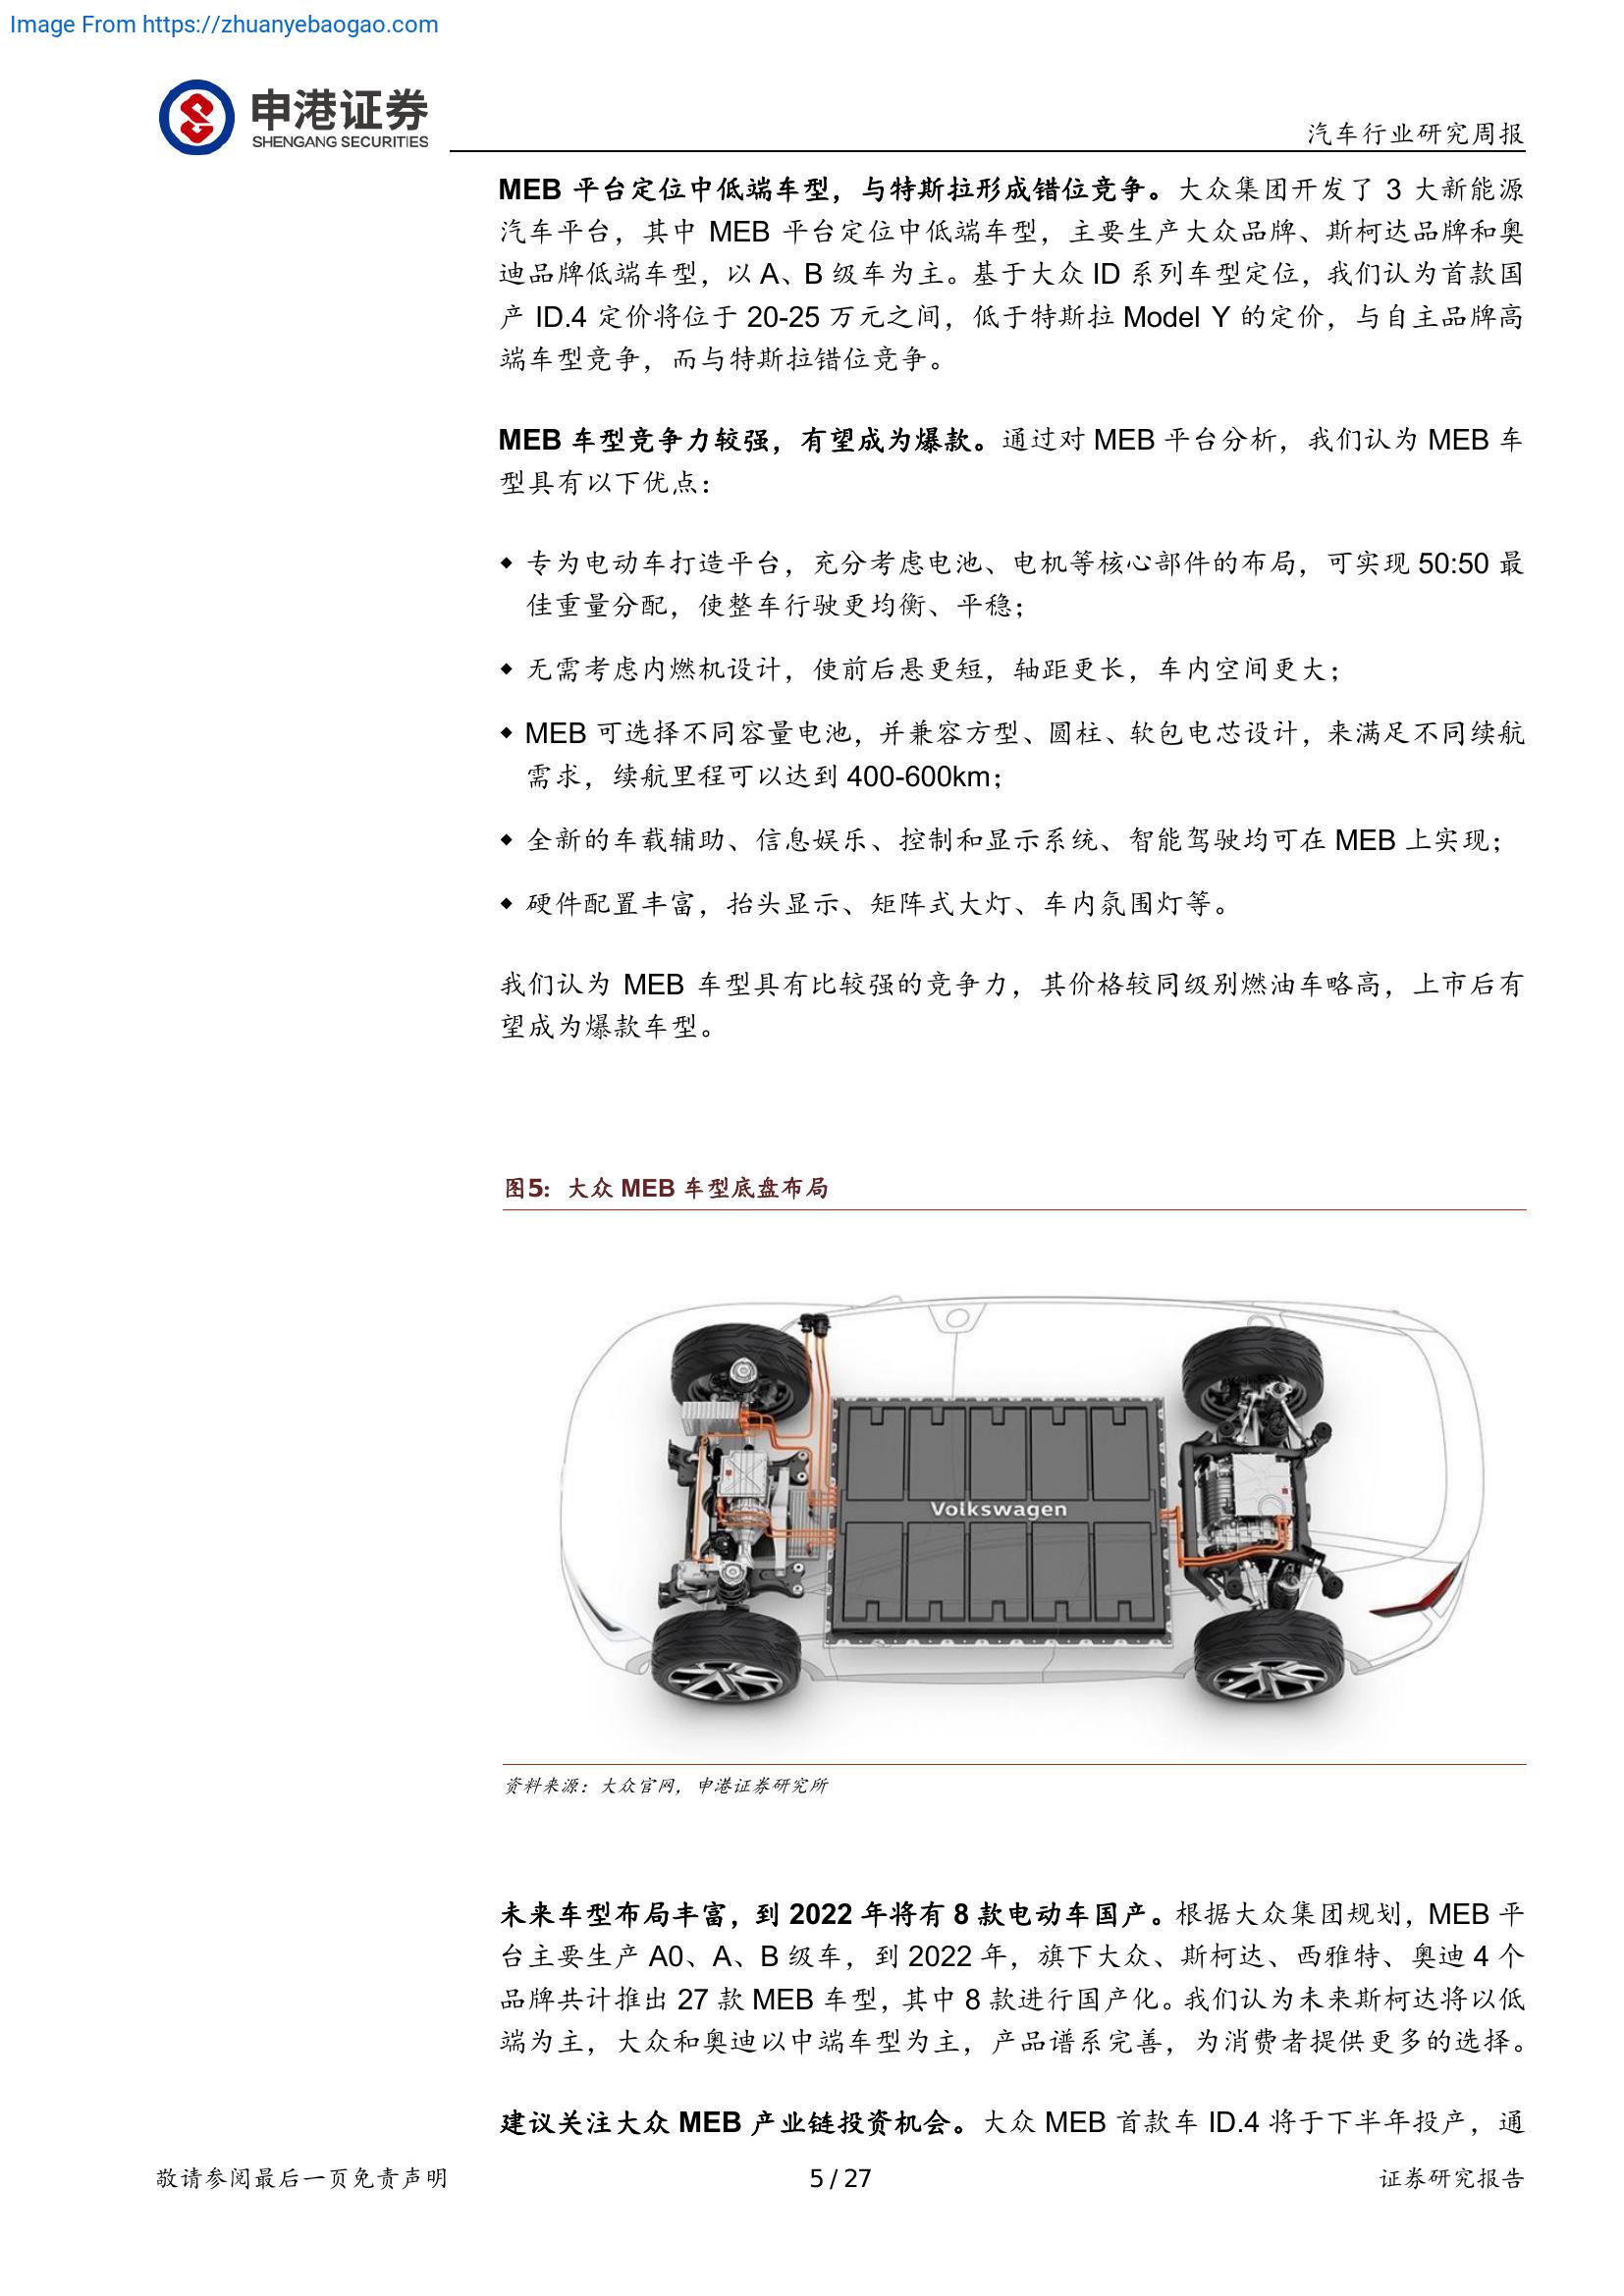 Image From https://zhuanyebaogao.com
申港证券
SHENGANG SECURITIES
汽车行业研究周报
MEB 平台定位中低端车型，与特斯拉形成错位竞争。大众集团开发了 3 大新能源
汽车平台，其中 MEB 平台定位中低端车型，主要生产大众品牌、斯柯达品牌和奥
迪品牌低端车型，以 A、B 级车为主。基于大众 ID 系列车型定位，我们认为首款国
产 ID.4 定价将位于 20-25 万元之间，低于特斯拉 Model Y 的定价，与自主品牌高
端车型竞争，而与特斯拉错位竞争。
MEB 车型竞争力较强，有望成为爆款。通过对 MEB 平台分析，我们认为 MEB 车
型具有以下优点：
◆ 专为电动车打造平台，充分考虑电池、电机等核心部件的布局，可实现 50:50 最
佳重量分配，使整车行驶更均衡、平稳；
◆ 无需考虑内燃机设计，使前后悬更短，轴距更长，车内空间更大；
◆ MEB 可选择不同容量电池，并兼容方型、圆柱、软包电芯设计，来满足不同续航
需求，续航里程可以达到 400-600km；
◆ 全新的车载辅助、信息娱乐、控制和显示系统、智能驾驶均可在 MEB 上实现；
◆ 硬件配置丰富，抬头显示、矩阵式大灯、车内氛围灯等。
我们认为 MEB 车型具有比较强的竞争力，其价格较同级别燃油车略高，上市后有
望成为爆款车型。
图5：大众 MEB 车型底盘布局
Volkswagen
资料来源：大众官网，申港证券研究所
未来车型布局丰富，到 2022 年将有 8 款电动车国产。根据大众集团规划，MEB 平
台主要生产 A0、A、B 级车，到 2022 年，旗下大众、斯柯达、西雅特、奥迪 4 个
品牌共计推出 27 款 MEB 车型，其中 8 款进行国产化。我们认为未来斯柯达将以低
端为主，大众和奥迪以中端车型为主，产品谱系完善，为消费者提供更多的选择。
建议关注大众 MEB 产业链投资机会。大众 MEB 首款车 ID.4 将于下半年投产，通
敬请参阅最后一页免责声明
5 / 27
证券研究报告